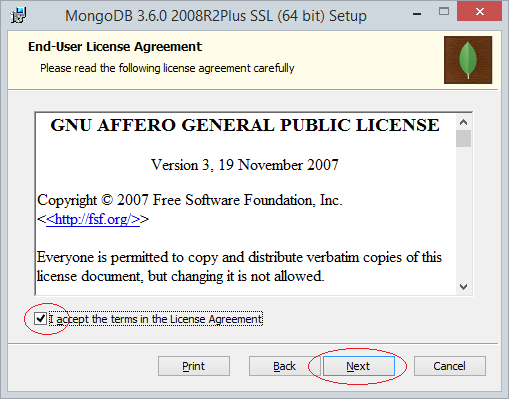 MongoDB 3.6.0 2008R2Plus SSL (64 bit) Setup
End-User License Agreement
Please read the following license agreement carefully
GNU AFFERO GENERAL PUBLIC LICENSE
Version 3, 19 November 2007
Copyright © 2007 Free Software Foundation, Inc.
<<http://fsf.org/>>
Everyone is permitted to copy and distribute verbatim copies of this
license document, but changing it is not allowed.
I accept the terms in the License Agreement
Print Back Next Cancel